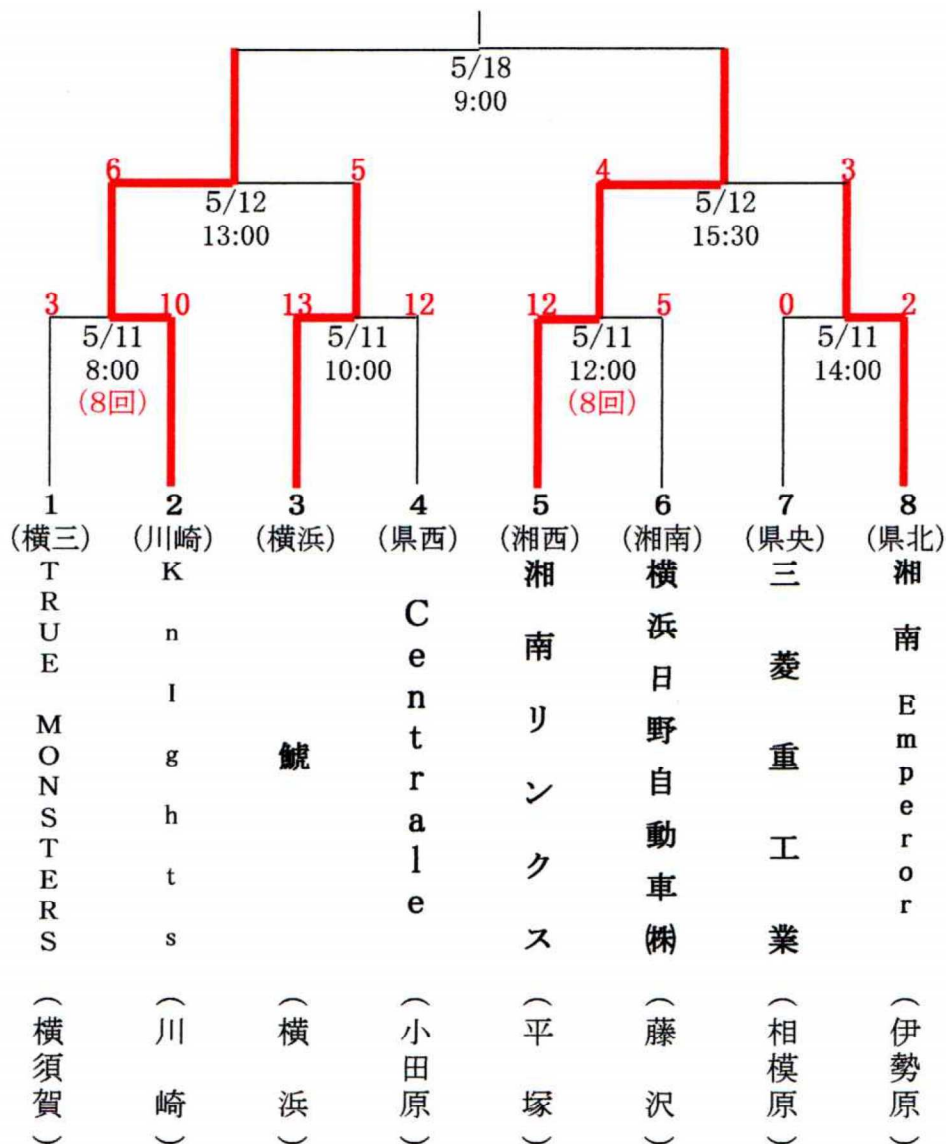 5/18
9:00
6
5
4
3
5/12
13:00
5/12
15:30
3
10
13
12
12
5
0
2
5/11
8:00
(8回)
5/11
10:00
5/11
12:00
(8回)
5/11
14:00
1
2
3
4
5
6
7
8
(横三)
(川崎)
(横浜)
(県西)
(湘西)
(湘南)
(県央)
(県北)
TRUE MONSTERS
KnIghts
鯱
Centrale
湘南リンクス
横浜日野自動車㈱
三菱重工業
湘南Emperor
(横須賀)
(川崎)
(横浜)
(小田原)
(平塚)
(藤沢)
(相模原)
(伊勢原)